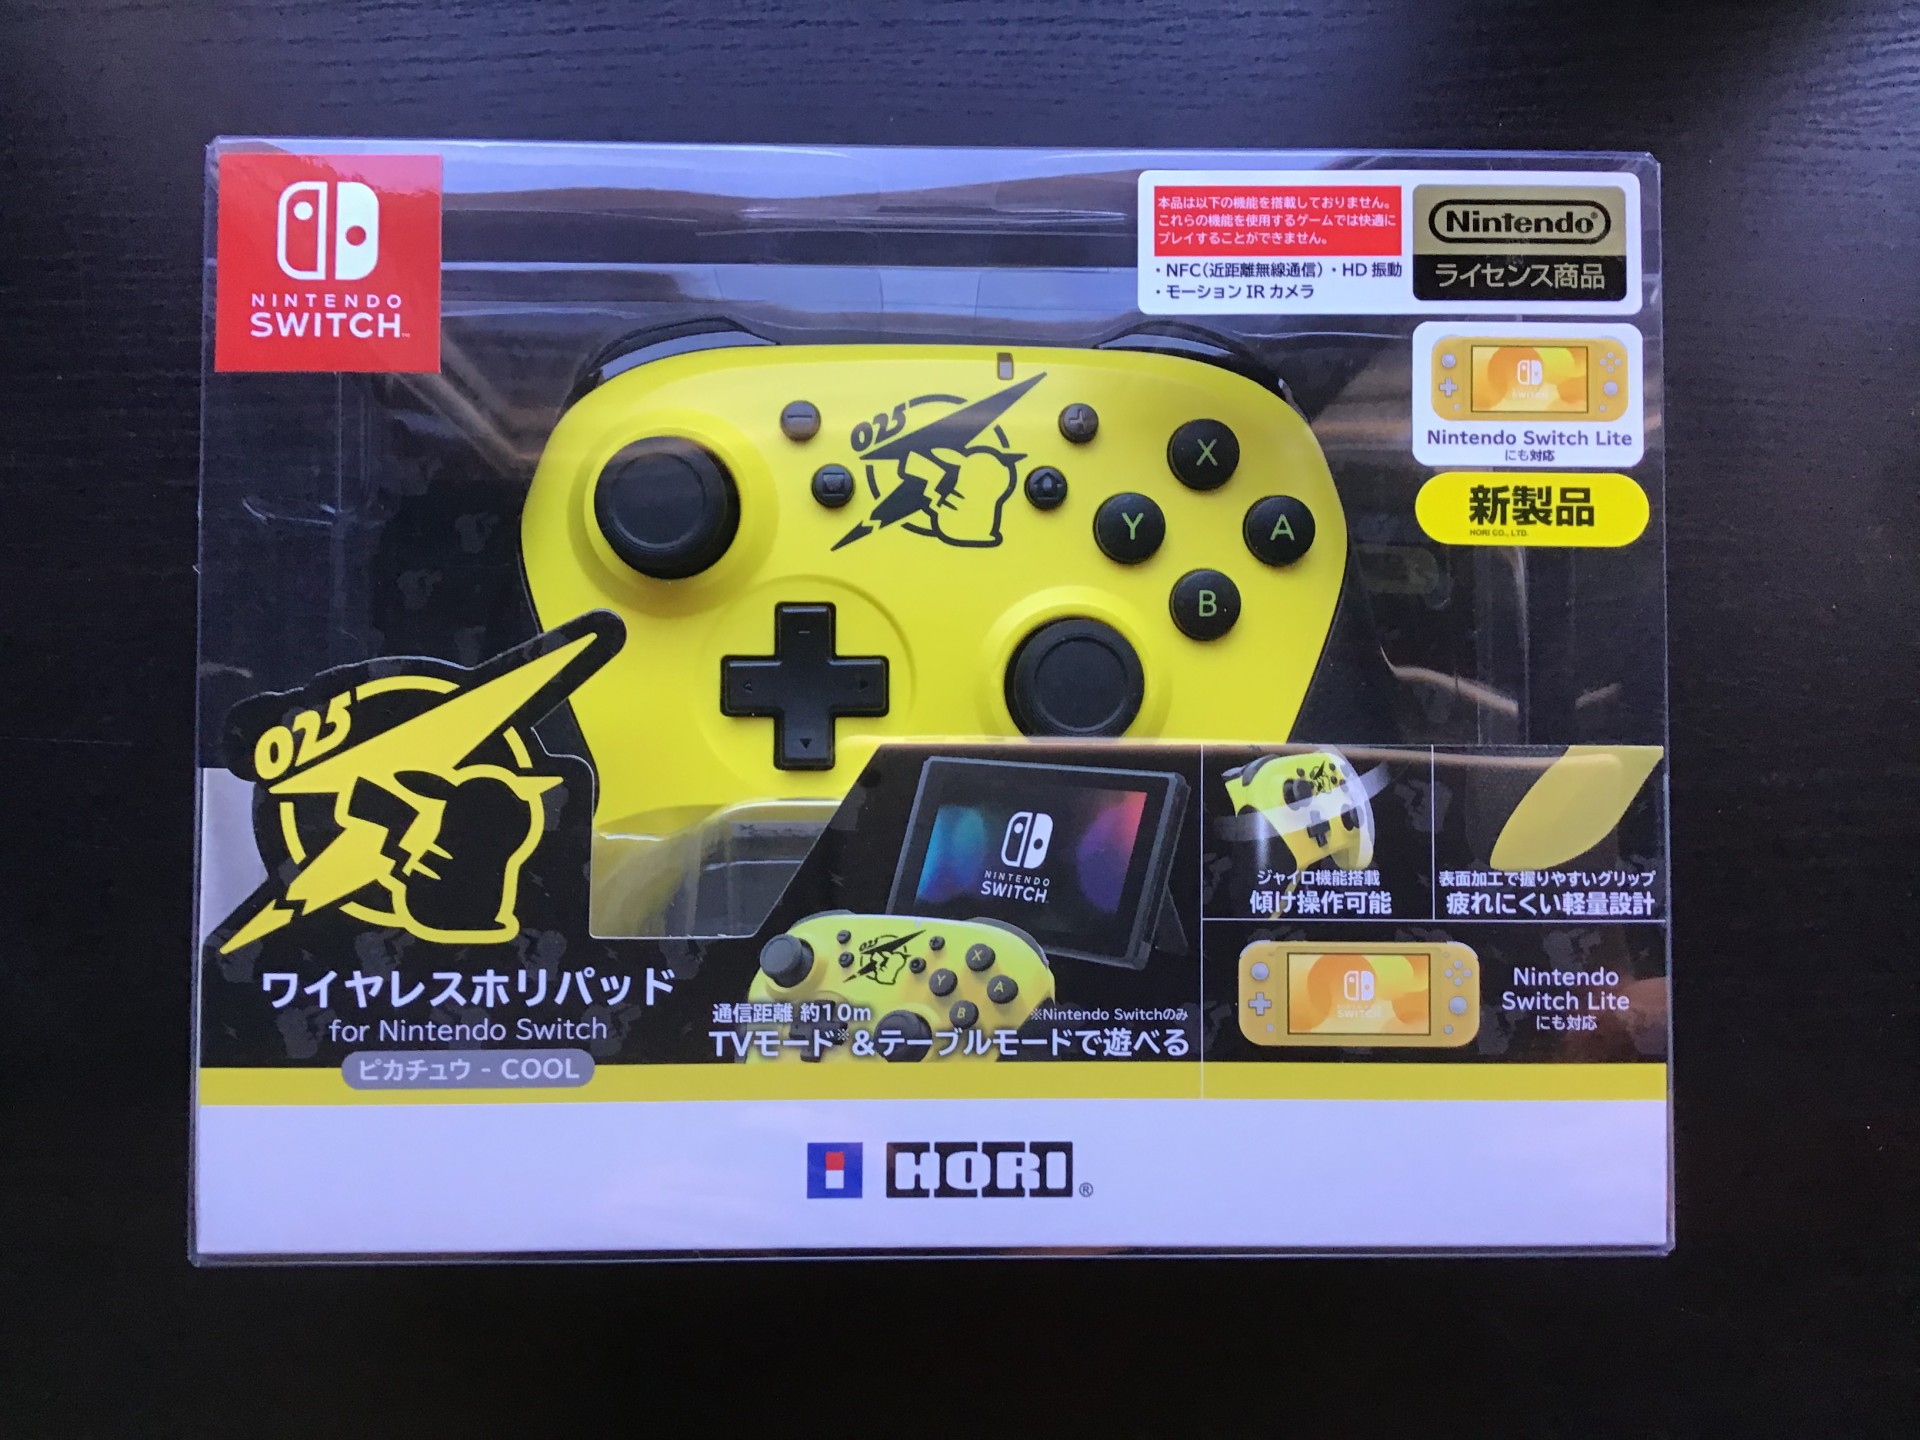 NINTENDO
SWITCH™
本品は以下の機能を搭載しておりません。
これらの機能を使用するゲームでは快適に
プレイすることができません。
・NFC(近距離無線通信)・HD 振動
・モーション IR カメラ
Nintendo®
ライセンス商品
SWITCH
Nintendo Switch Lite
にも対応
新製品
HORI CO., LTD.
025
X
Y
A
B
025
NINTENDO
SWITCH
ジャイロ機能搭載
傾け操作可能
表面加工で握りやすいグリップ
疲れにくい軽量設計
025
X
Y
A
B
ワイヤレスホリパッド
for Nintendo Switch
ピカチュウ - COOL
通信距離 約10m
※Nintendo Switchのみ
TVモード※&テーブルモードで遊べる
SWITCH
Nintendo
Switch Lite
にも対応
HORI®